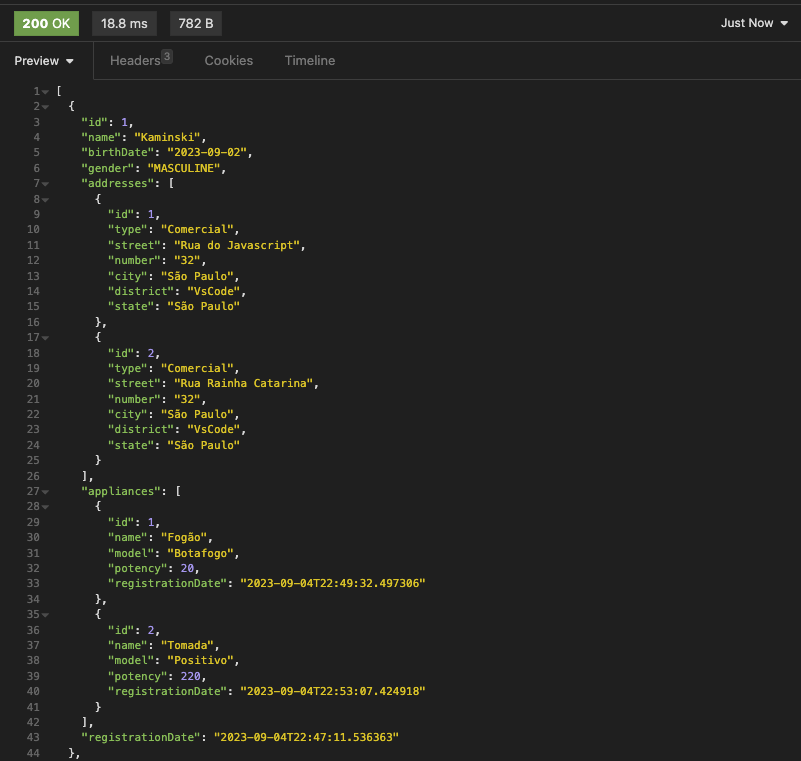 200 OK 18.8 ms 782 B Just Now
Preview Headers 3 Cookies Timeline
1 [
2 {
3 "id": 1,
4 "name": "Kaminski",
5 "birthDate": "2023-09-02",
6 "gender": "MASCULINE",
7 "addresses": [
8 {
9 "id": 1,
10 "type": "Comercial",
11 "street": "Rua do Javascript",
12 "number": "32",
13 "city": "São Paulo",
14 "district": "VsCode",
15 "state": "São Paulo"
16 },
17 {
18 "id": 2,
19 "type": "Comercial",
20 "street": "Rua Rainha Catarina",
21 "number": "32",
22 "city": "São Paulo",
23 "district": "VsCode",
24 "state": "São Paulo"
25 }
26 ],
27 "appliances": [
28 {
29 "id": 1,
30 "name": "Fogão",
31 "model": "Botafogo",
32 "potency": 20,
33 "registrationDate": "2023-09-04T22:49:32.497306"
34 },
35 {
36 "id": 2,
37 "name": "Tomada",
38 "model": "Positivo",
39 "potency": 220,
40 "registrationDate": "2023-09-04T22:53:07.424918"
41 }
42 ],
43 "registrationDate": "2023-09-04T22:47:11.536363"
44 },